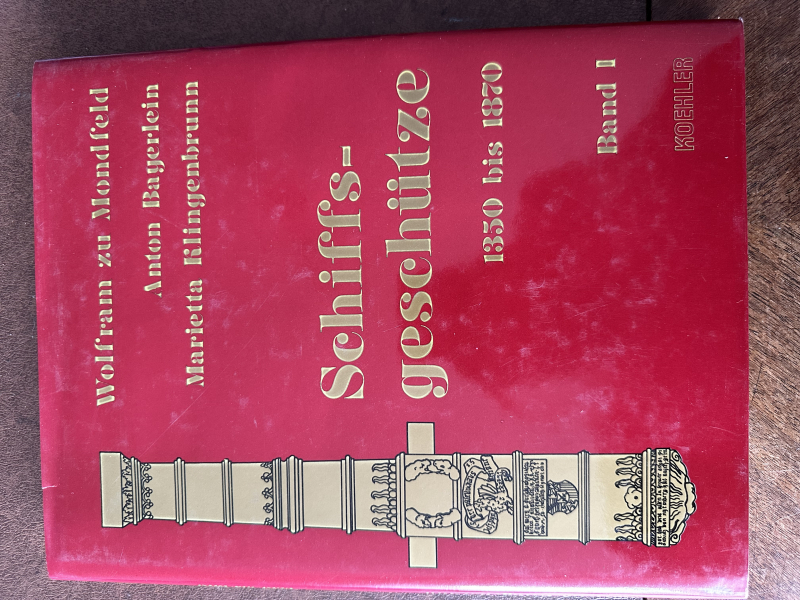 Wolfram zu Mondfeld
Anton Bayerlein
Marietta Klingenbrunn
Schiffs-
geschütze
1350 bis 1870
Band I
KOEHLER